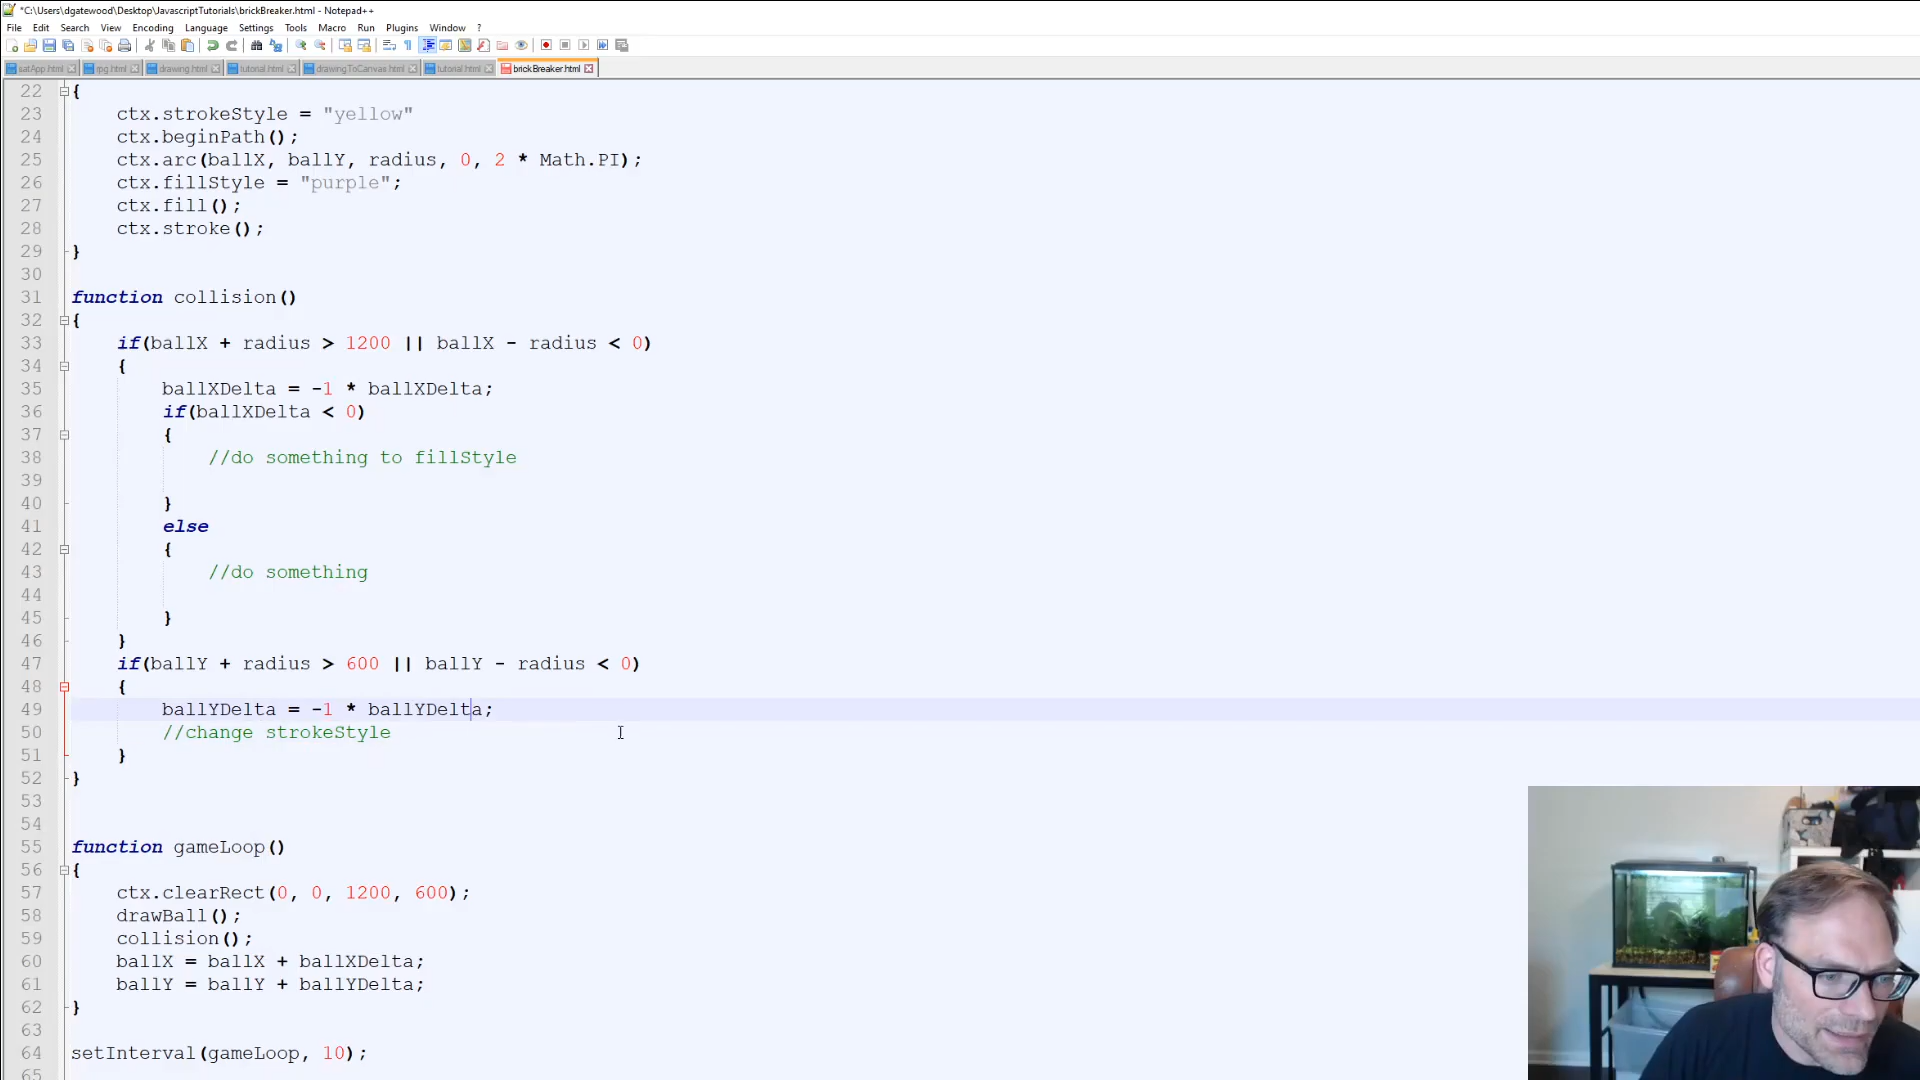 *C:\Users\dgatewood\Desktop\JavascriptTutorials\brickBreaker.html - Notepad++
File Edit Search View Encoding Language Settings Tools Macro Run Plugins Window ?
satApp.html rpg.html drawing.html tutorial.html drawingToCanvas.html tutorial.html brickBreaker.html
22 {
23 ctx.strokeStyle = "yellow"
24 ctx.beginPath();
25 ctx.arc(ballX, ballY, radius, 0, 2 * Math.PI);
26 ctx.fillStyle = "purple";
27 ctx.fill();
28 ctx.stroke();
29 }
30
31 function collision()
32 {
33 if(ballX + radius > 1200 || ballX - radius < 0)
34 {
35 ballXDelta = -1 * ballXDelta;
36 if(ballXDelta < 0)
37 {
38 //do something to fillStyle
39
40 }
41 else
42 {
43 //do something
44
45 }
46 }
47 if(ballY + radius > 600 || ballY - radius < 0)
48 {
49 ballYDelta = -1 * ballYDelta;
50 //change strokeStyle
51 }
52 }
53
54
55 function gameLoop()
56 {
57 ctx.clearRect(0, 0, 1200, 600);
58 drawBall();
59 collision();
60 ballX = ballX + ballXDelta;
61 ballY = ballY + ballYDelta;
62 }
63
64 setInterval(gameLoop, 10);
65